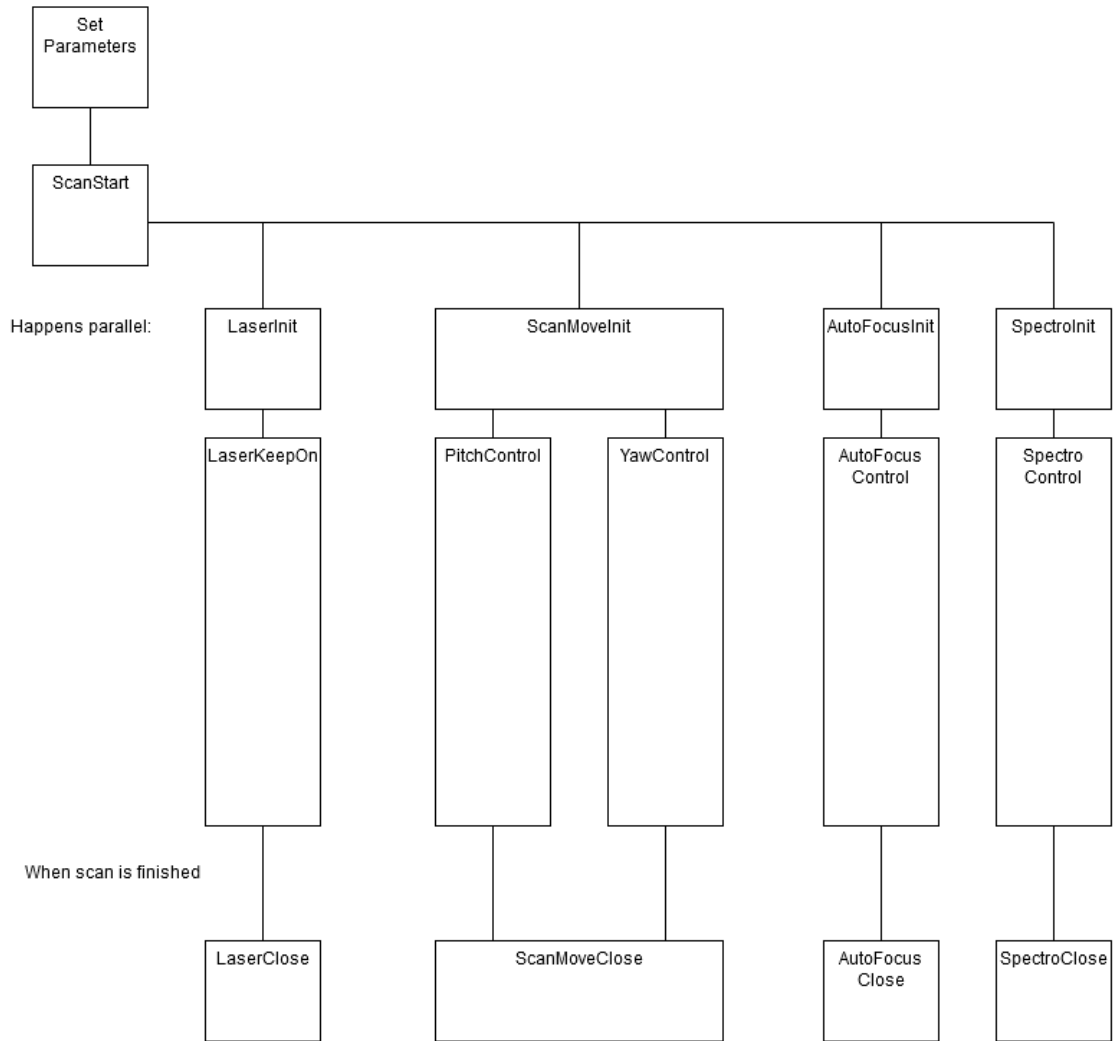 Set
Parameters
ScanStart
Happens parallel:
LaserInit
ScanMoveInit
AutoFocusInit
SpectroInit
LaserKeepOn
PitchControl
YawControl
AutoFocus
Control
Spectro
Control
When scan is finished
LaserClose
ScanMoveClose
AutoFocus
Close
SpectroClose